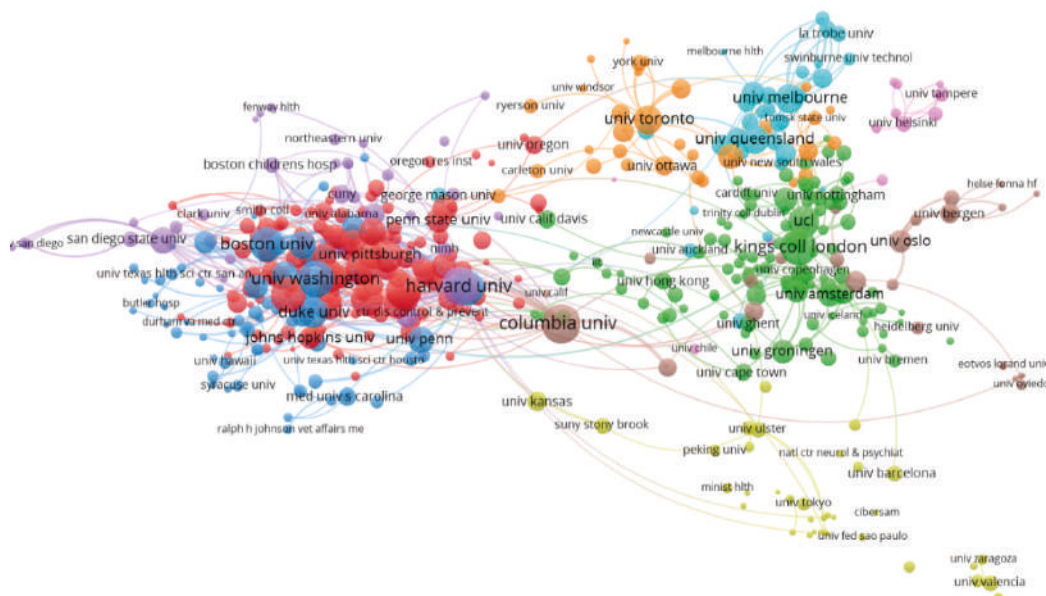 la trobe univ
melbourne hlth
swinburne univ technol
york univ
univ windsor
univ melbourne
univ tampere
fenway hlth
ryerson univ
univ toronto
tomsk state univ
univ helsinki
northeastern univ
univ oregon
univ queensland
boston childrens hosp
oregon res inst
carleton univ
univ ottawa
univ new south wales
cuny
george mason univ
cardiff univ
univ nottingham
helse fonna hf
clark univ
smith coll
univ alabama
penn state univ
univ calif davis
trinity coll dublin
ucl
univ bergen
san diego
san diego state univ
boston univ
univ pittsburgh
nimh
newcastle univ
univ auckland
kings coll london
univ oslo
univ texas hlth sci ctr san an
univ washington
harvard univ
univ hong kong
univ copenhagen
univ calif
univ amsterdam
butler hosp
duke univ
ctr dis control & prevent
columbia univ
univ iceland
durham va med ctr
johns hopkins univ
univ penn
univ ghent
heidelberg univ
univ hawaii
univ texas hlth sci ctr housto
univ chile
univ groningen
univ bremen
eotvos lorand univ
syracuse univ
univ cape town
univ oviedo
med univ s carolina
univ kansas
ralph h johnson vet affairs me
suny stony brook
univ ulster
peking univ
natl ctr neurol & psychiat
univ barcelona
minist hlth
univ tokyo
cibersam
univ fed sao paulo
univ zaragoza
univ valencia